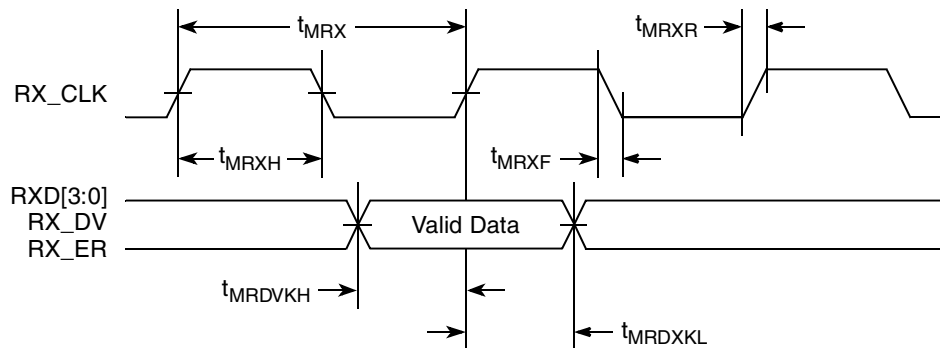 tMRX
tMRXR
RX_CLK
tMRXH
tMRXF
RXD[3:0]
RX_DV
RX_ER
Valid Data
tMRDVKH
tMRDXKL